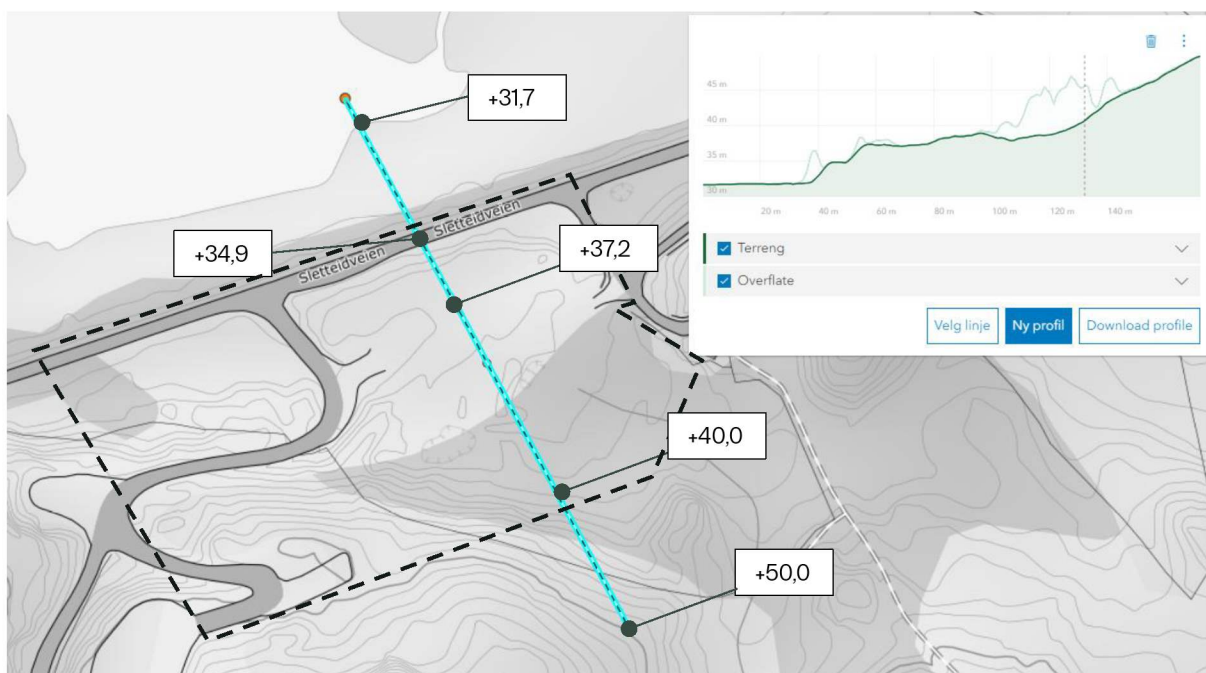 +31,7
+34,9
Sletteidveien
Sletteidveien
+37,2
+40,0
+50,0
45 m
40 m
35 m
30 m
20 m
40 m
60 m
80 m
100 m
120 m
140 m
Terreng
Overflate
Velg linje
Ny profil
Download profile